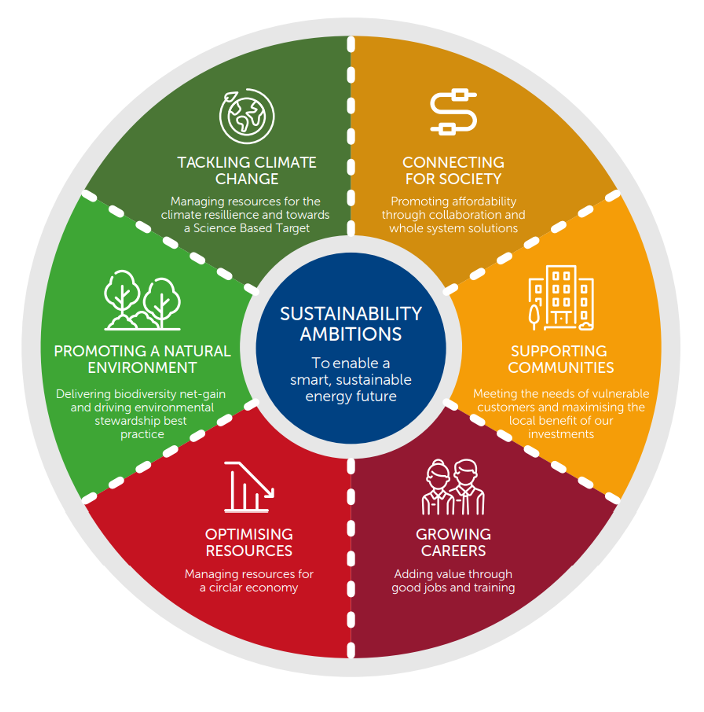 TACKLING CLIMATE
CHANGE
Managing resources for the
climate resillience and towards
a Science Based Target
CONNECTING
FOR SOCIETY
Promoting affordability
through collaboration and
whole system solutions
SUPPORTING
COMMUNITIES
Meeting the needs of vulnerable
customers and maximising the
local benefit of our
investments
GROWING
CAREERS
Adding value through
good jobs and training
OPTIMISING
RESOURCES
Managing resources for
a circlar economy
PROMOTING A NATURAL
ENVIRONMENT
Delivering biodiversity net-gain
and driving environmental
stewardship best
practice
SUSTAINABILITY
AMBITIONS
To enable a
smart, sustainable
energy future